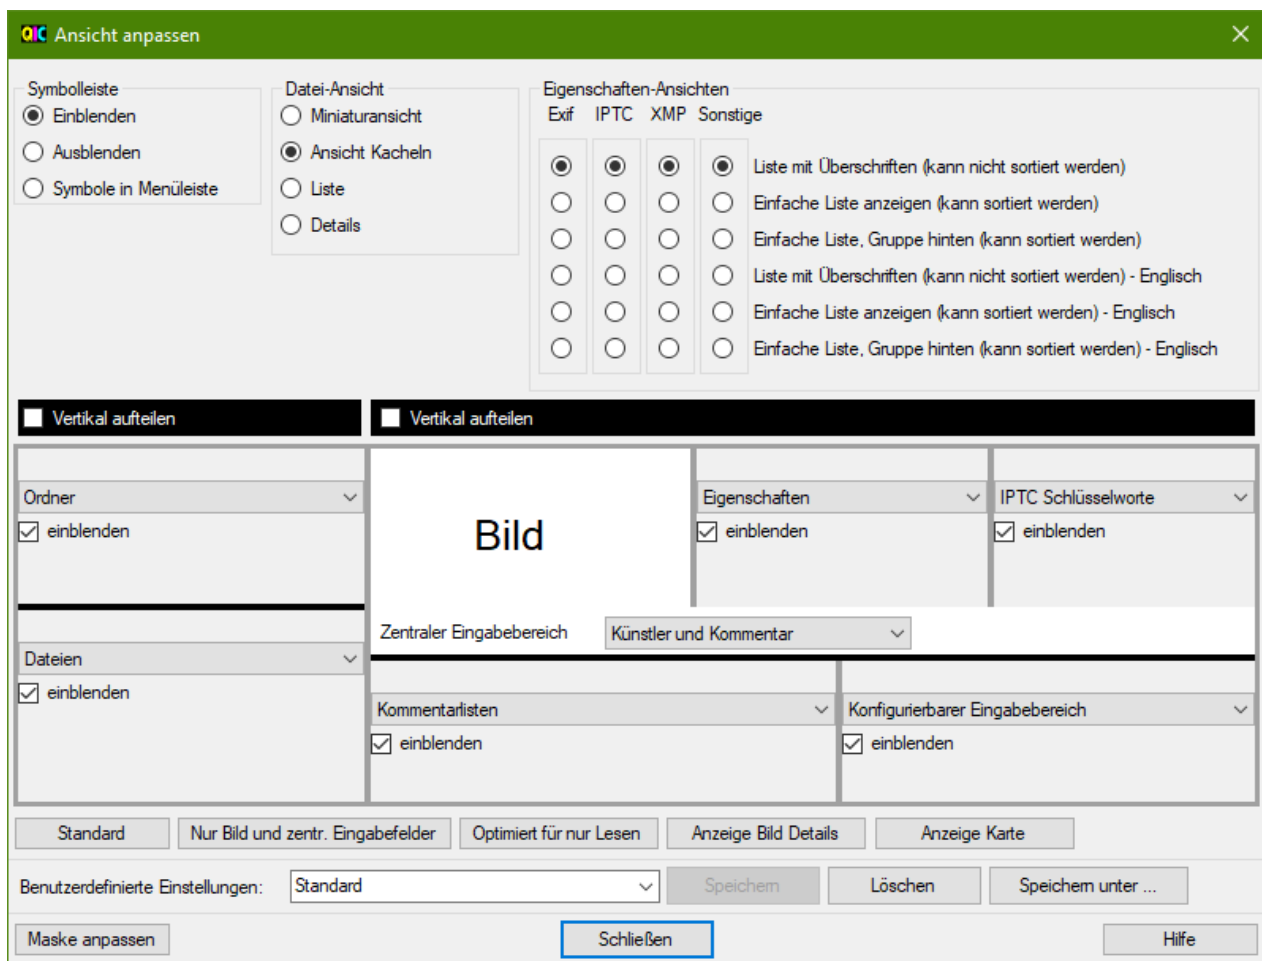 QIC Ansicht anpassen
Symbolleiste
Einblenden
Ausblenden
Symbole in Menüleiste
Datei-Ansicht
Miniaturansicht
Ansicht Kacheln
Liste
Details
Eigenschaften-Ansichten
Exif IPTC XMP Sonstige
Liste mit Überschriften (kann nicht sortiert werden)
Einfache Liste anzeigen (kann sortiert werden)
Einfache Liste, Gruppe hinten (kann sortiert werden)
Liste mit Überschriften (kann nicht sortiert werden) - Englisch
Einfache Liste anzeigen (kann sortiert werden) - Englisch
Einfache Liste, Gruppe hinten (kann sortiert werden) - Englisch
Vertikal aufteilen
Vertikal aufteilen
Ordner
einblenden
Dateien
einblenden
Bild
Eigenschaften
einblenden
IPTC Schlüsselworte
einblenden
Zentraler Eingabebereich Künstler und Kommentar
Kommentarlisten
einblenden
Konfigurierbarer Eingabebereich
einblenden
Standard Nur Bild und zentr. Eingabefelder Optimiert für nur Lesen Anzeige Bild Details Anzeige Karte
Benutzerdefinierte Einstellungen: Standard Speichern Löschen Speichern unter ...
Maske anpassen Schließen Hilfe